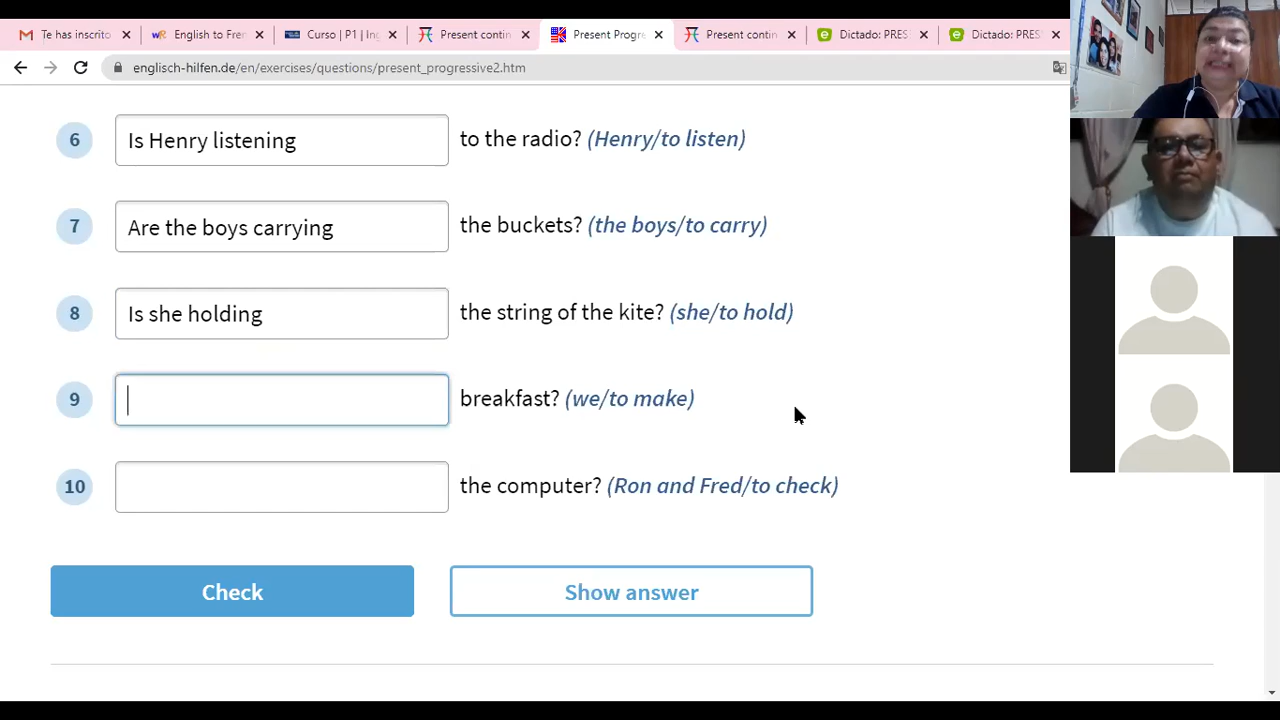 Te has inscrito
English to Fren
Curso | P1 | Ing
Present contin
Present Progre
Present contin
Dictado: PRES
Dictado: PRES
englisch-hilfen.de/en/exercises/questions/present_progressive2.htm
6 Is Henry listening to the radio? (Henry/to listen)
7 Are the boys carrying the buckets? (the boys/to carry)
8 Is she holding the string of the kite? (she/to hold)
9 breakfast? (we/to make)
10 the computer? (Ron and Fred/to check)
Check Show answer